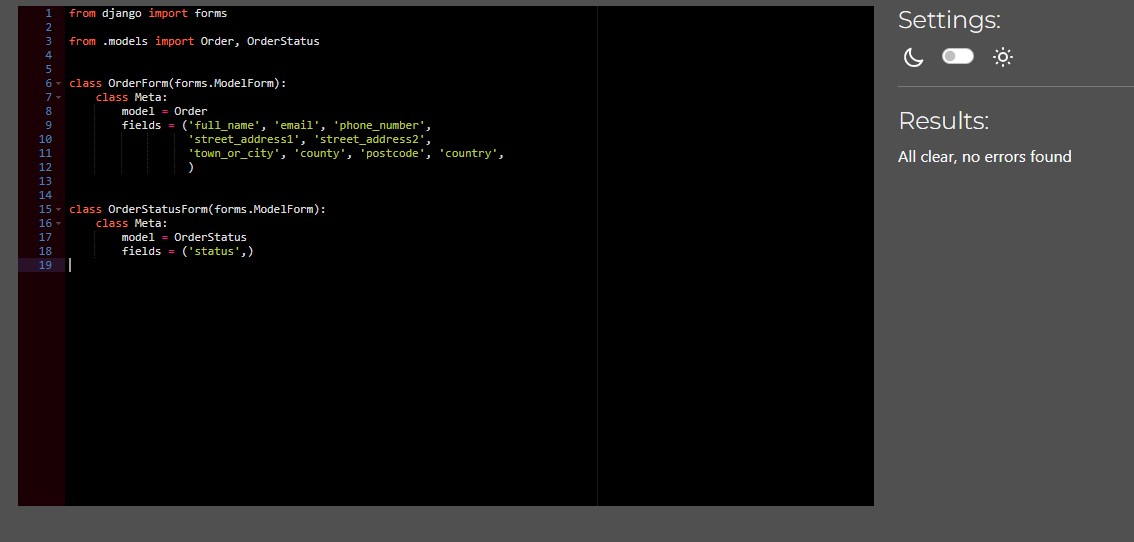 1 from django import forms
2
3 from .models import Order, OrderStatus
4
5
6 class OrderForm(forms.ModelForm):
7     class Meta:
8         model = Order
9         fields = ('full_name', 'email', 'phone_number',
10                   'street_address1', 'street_address2',
11                   'town_or_city', 'county', 'postcode', 'country',
12                   )
13
14
15 class OrderStatusForm(forms.ModelForm):
16     class Meta:
17         model = OrderStatus
18         fields = ('status',)
19
Settings:
Results:
All clear, no errors found